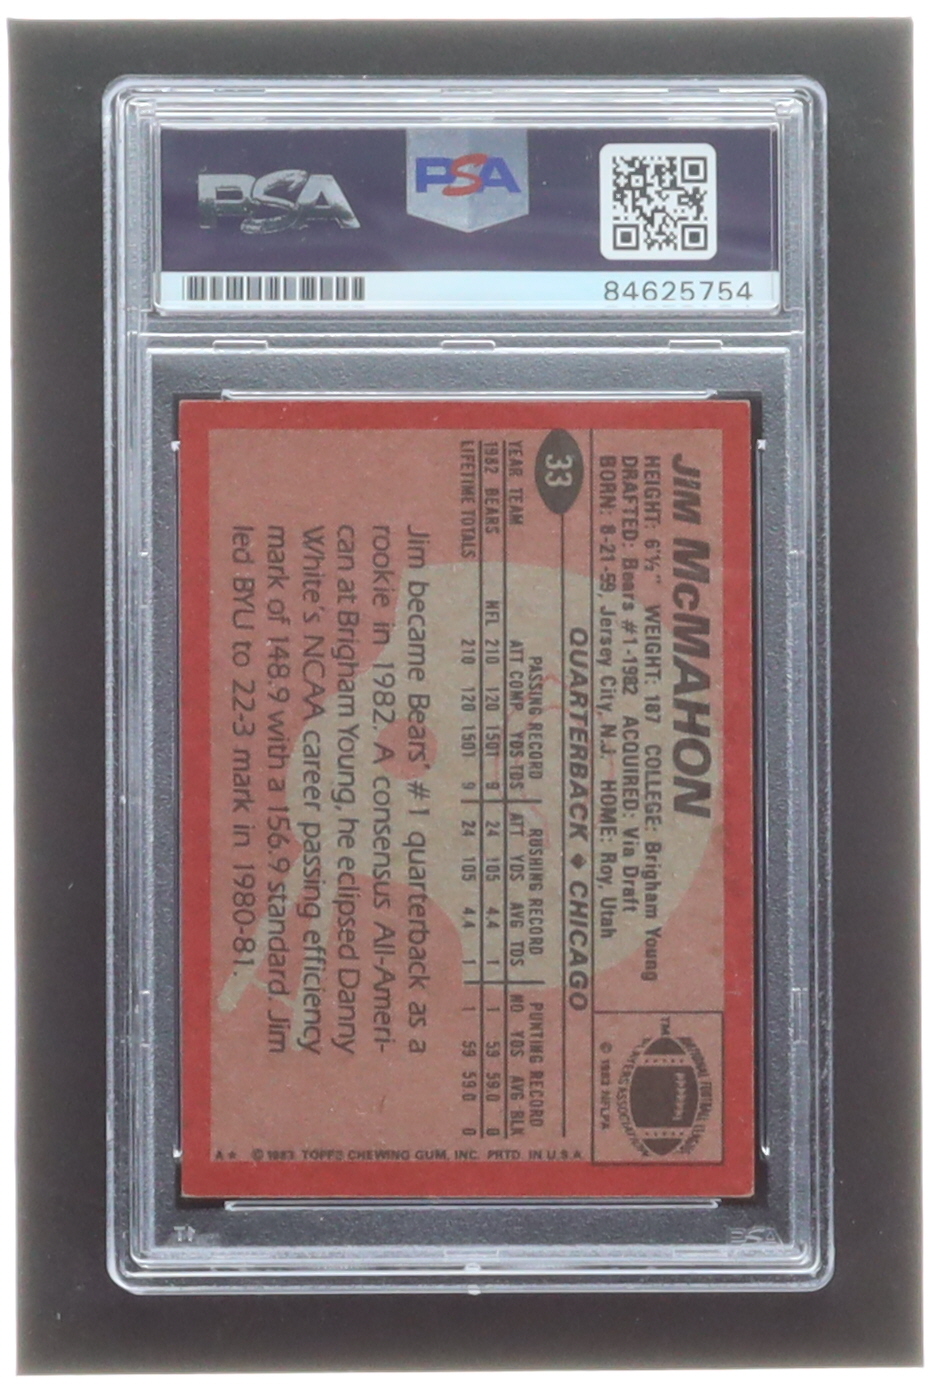 PSA
PSA
84625754
JIM McMAHON
HEIGHT: 6'½" WEIGHT: 187 COLLEGE: Brigham Young
DRAFTED: Bears #1-1982 ACQUIRED: Via Draft
BORN: 8-21-59, Jersey City, N.J. HOME: Roy, Utah
TM
NATIONAL FOOTBALL LEAGUE
PLAYERS ASSOCIATION
© 1983 NFLPA
33
QUARTERBACK ♦ CHICAGO
PASSING RECORD RUSHING RECORD PUNTING RECORD
YEAR TEAM ATT COMP. YDS TDS ATT YDS AVG TDS NO YDS AVG BLK
1982 BEARS NFL 210 120 1501 9 24 105 4.4 1 1 59 59.0 0
LIFETIME TOTALS 210 120 1501 9 24 105 4.4 1 1 59 59.0 0
Jim became Bears' #1 quarterback as a
rookie in 1982. A consensus All-Ameri-
can at Brigham Young, he eclipsed Danny
White's NCAA career passing efficiency
mark of 148.9 with a 156.9 standard. Jim
led BYU to 22-3 mark in 1980-81.
A* © 1983 TOPPS CHEWING GUM, INC. PRTD. IN U.S.A.
PSA